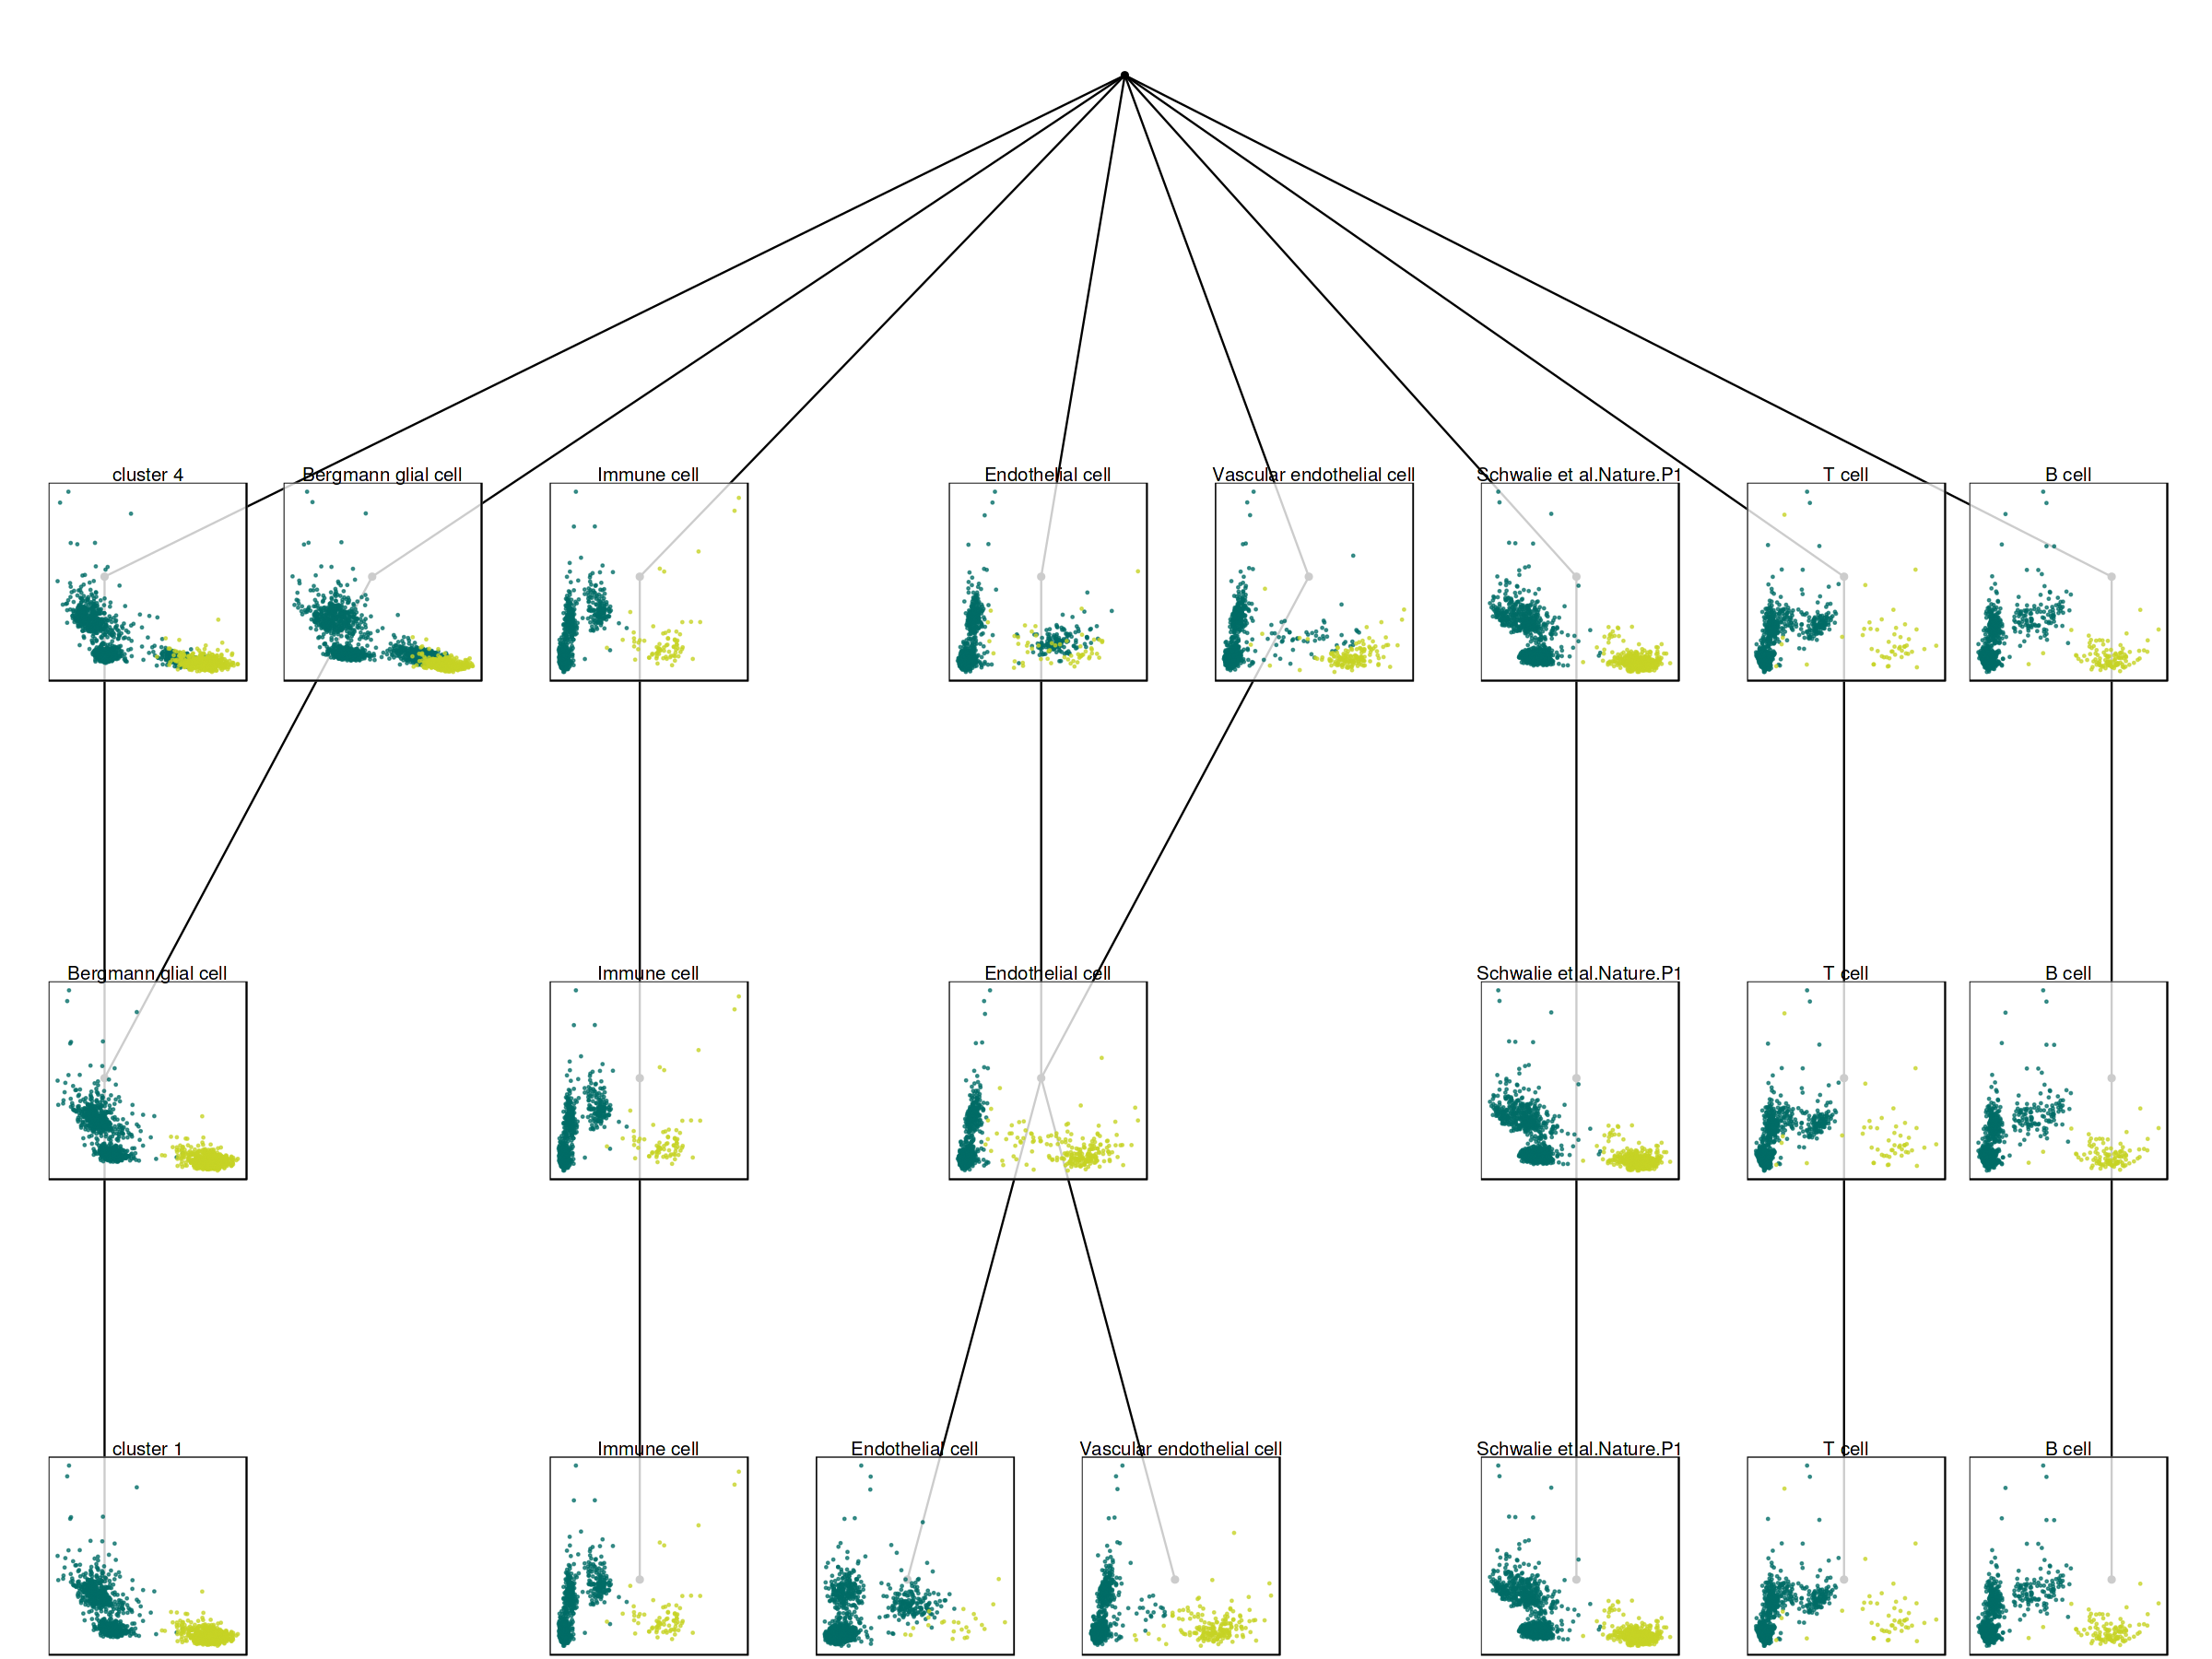 cluster 4
Bergmann glial cell
Immune cell
Endothelial cell
Vascular endothelial cell
Schwalie et al.Nature.P1
T cell
B cell
Bergmann glial cell
Immune cell
Endothelial cell
Schwalie et al.Nature.P1
T cell
B cell
cluster 1
Immune cell
Endothelial cell
Vascular endothelial cell
Schwalie et al.Nature.P1
T cell
B cell